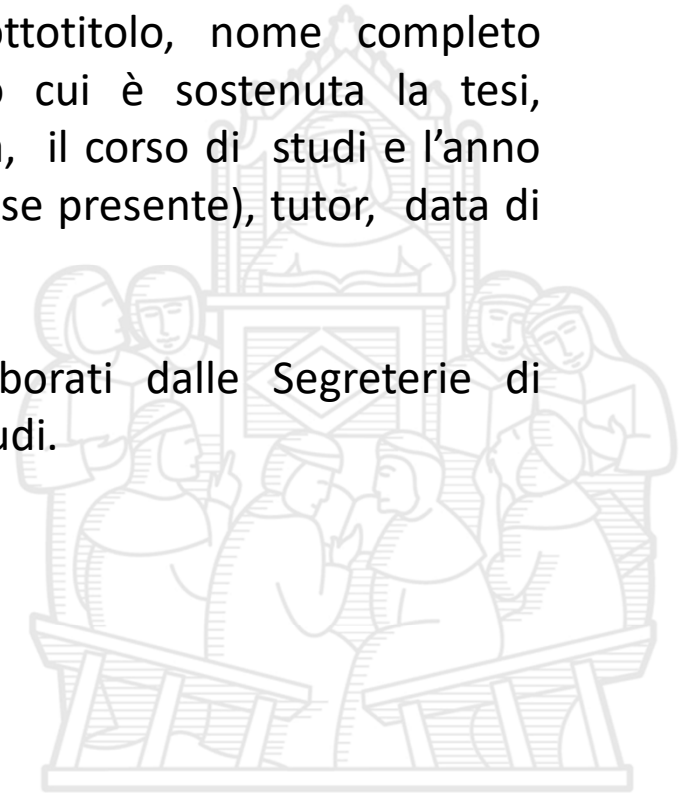 ottotitolo, nome completo
cui è sostenuta la tesi,
il corso di studi e l’anno
se presente), tutor, data di
borati dalle Segreterie di
udi.